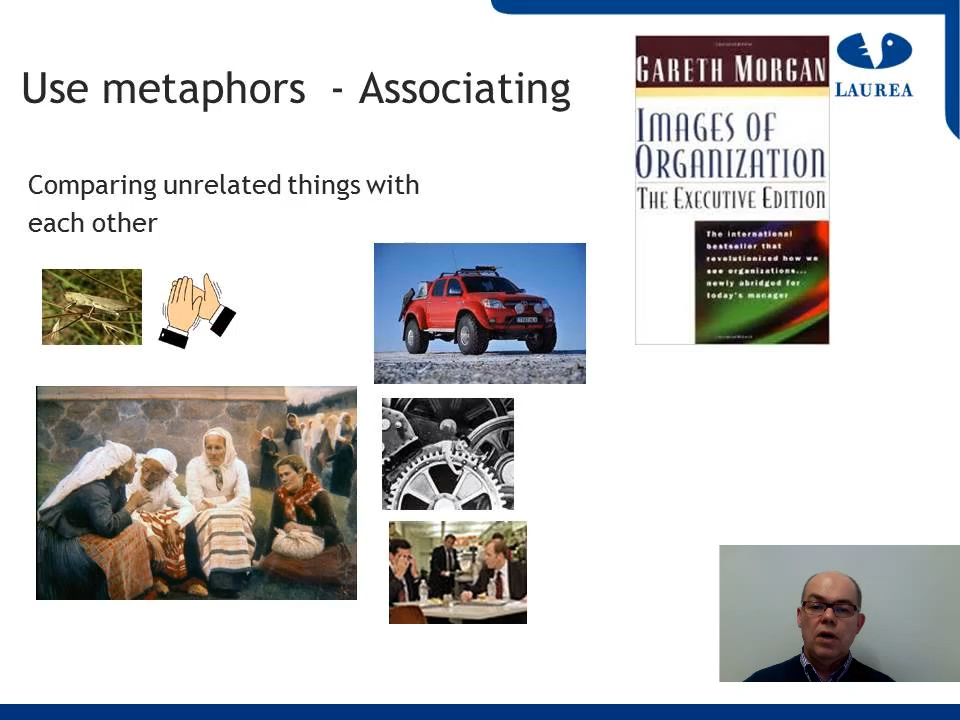 Use metaphors - Associating
Comparing unrelated things with
each other
GARETH MORGAN
IMAGES OF
ORGANIZATION
THE EXECUTIVE EDITION
The international
bestseller that
revolutionized how we
see organizations...
newly abridged for
today's manager
LAUREA